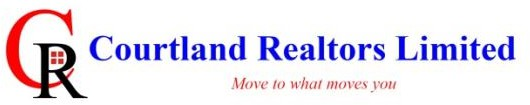 CR Courtland Realtors Limited
Move to what moves you